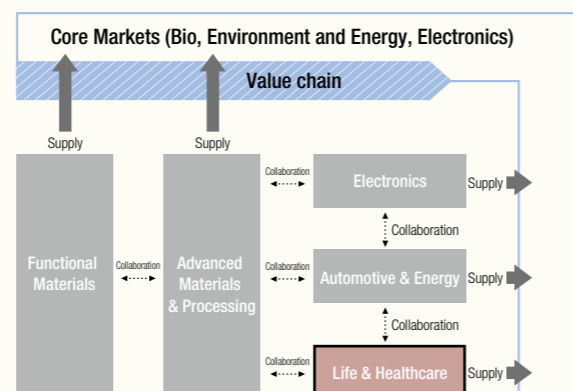 Core Markets (Bio, Environment and Energy, Electronics)
Value chain
Supply
Supply
Collaboration
Electronics
Supply
Collaboration
Functional
Materials
Collaboration
Advanced
Materials
& Processing
Collaboration
Automotive & Energy
Supply
Collaboration
Collaboration
Life & Healthcare
Supply